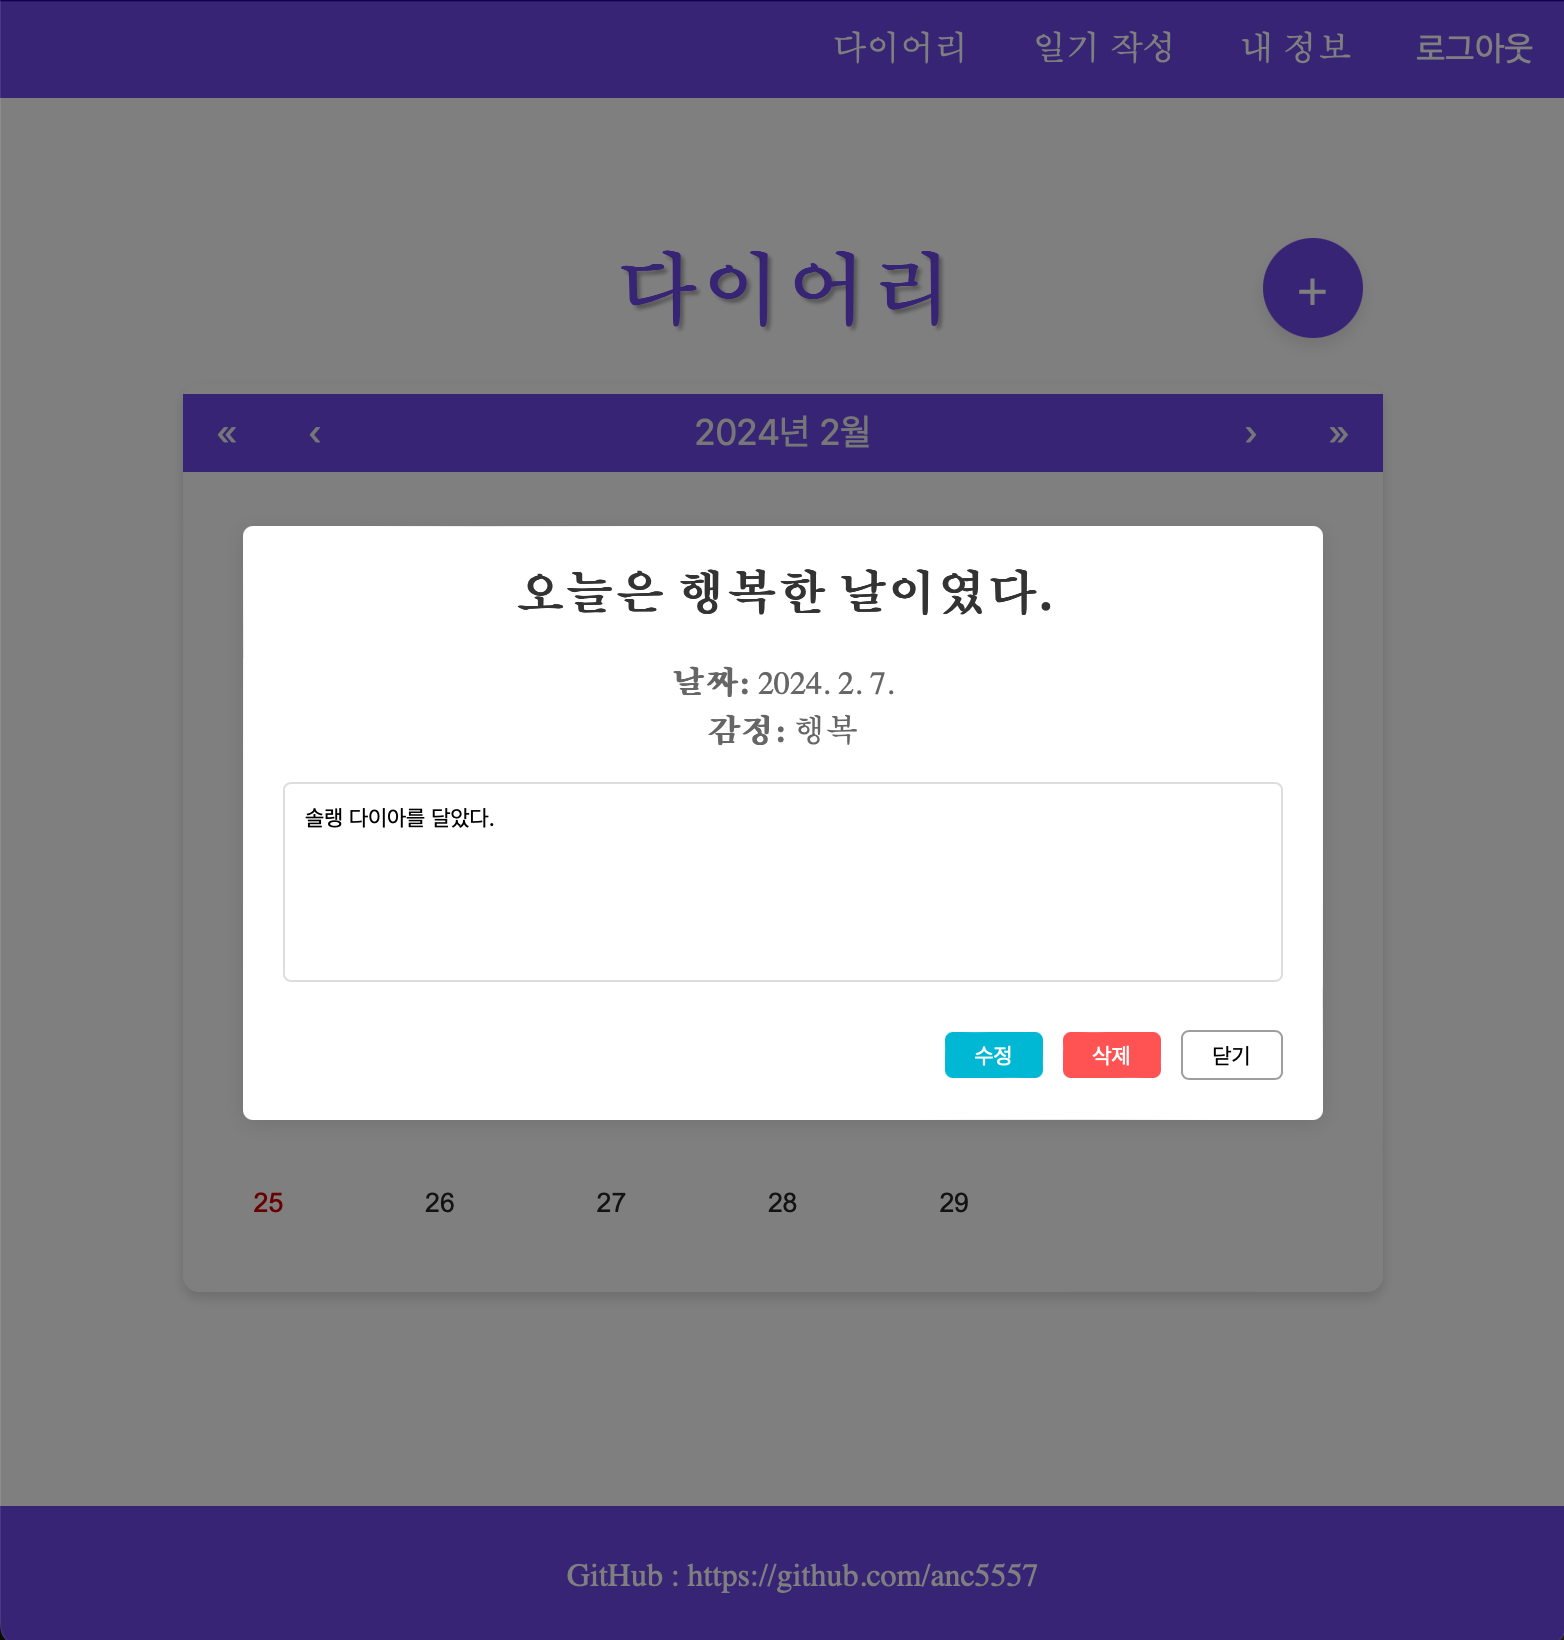 다이어리 일기 작성 내 정보 로그아웃
다이어리
+
« ‹ 2024년 2월 › »
오늘은 행복한 날이였다.
날짜: 2024. 2. 7.
감정: 행복
솔랭 다이아를 달았다.
수정 삭제 닫기
25 26 27 28 29
GitHub : https://github.com/anc5557